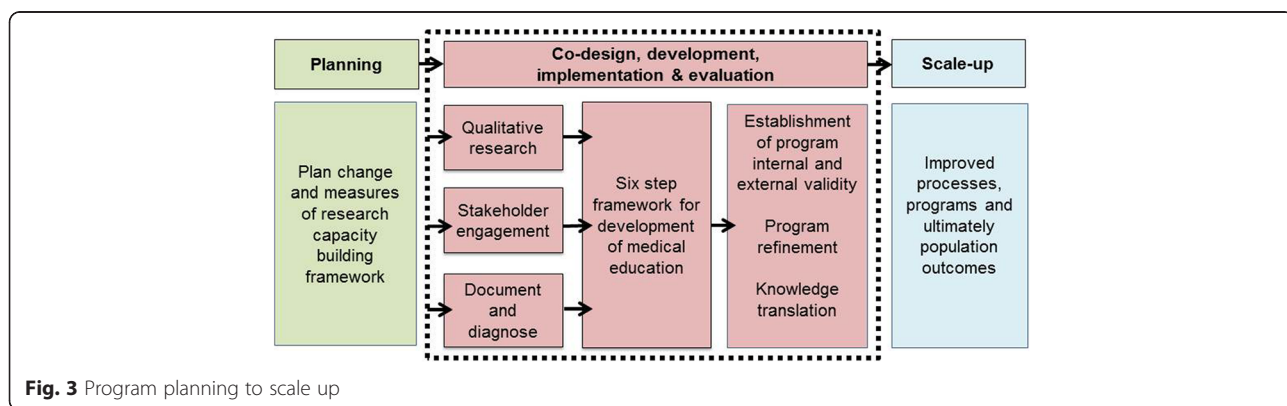 Planning
Co-design, development,
implementation & evaluation
Scale-up
Plan change
and measures
of research
capacity
building
framework
Qualitative
research
Stakeholder
engagement
Document
and
diagnose
Six step
framework for
development
of medical
education
Establishment
of program
internal and
external validity
Program
refinement
Knowledge
translation
Improved
processes,
programs and
ultimately
population
outcomes
Fig. 3 Program planning to scale up